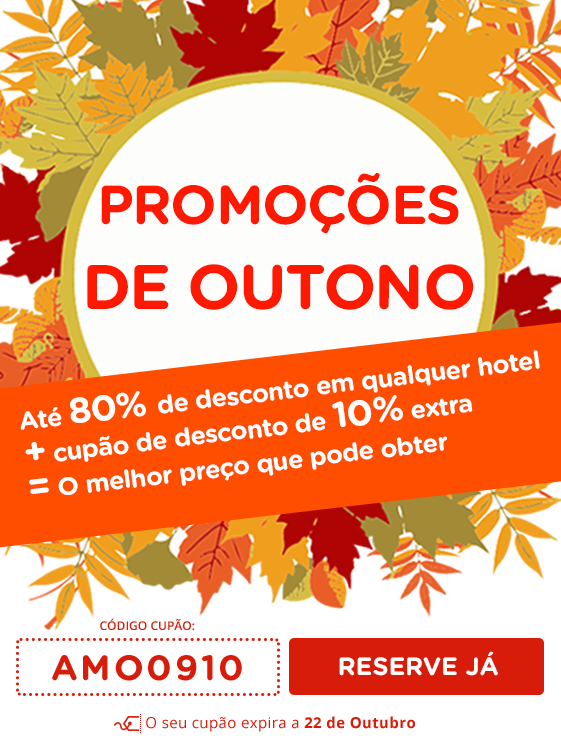 PROMOÇÕES
DE OUTONO
Até 80% de desconto em qualquer hotel
+ cupão de desconto de 10% extra
= O melhor preço que pode obter
CÓDIGO CUPÃO:
AMO0910
RESERVE JÁ
O seu cupão expira a 22 de Outubro